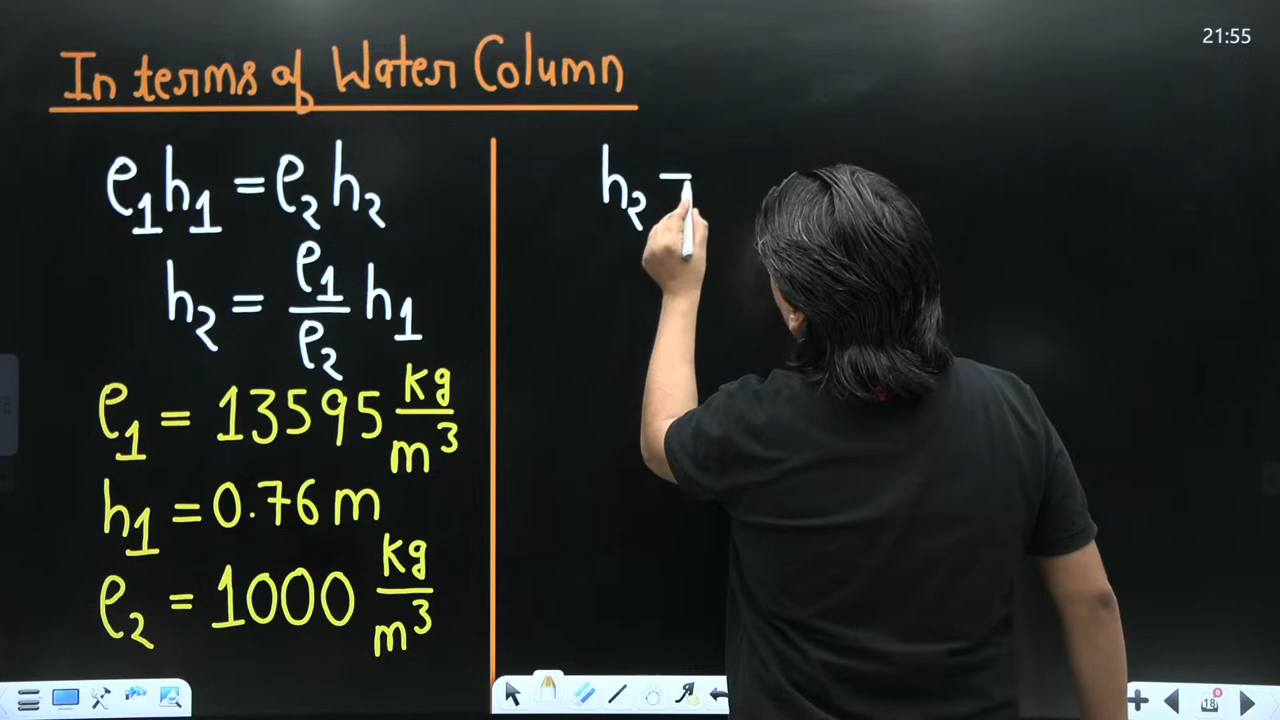 21:55
In terms of Water Column
ρ₁h₁ = ρ₂h₂
h₂ = ρ₁/ρ₂ h₁
ρ₁ = 13595 kg/m³
h₁ = 0.76 m
ρ₂ = 1000 kg/m³
h₂ –
18